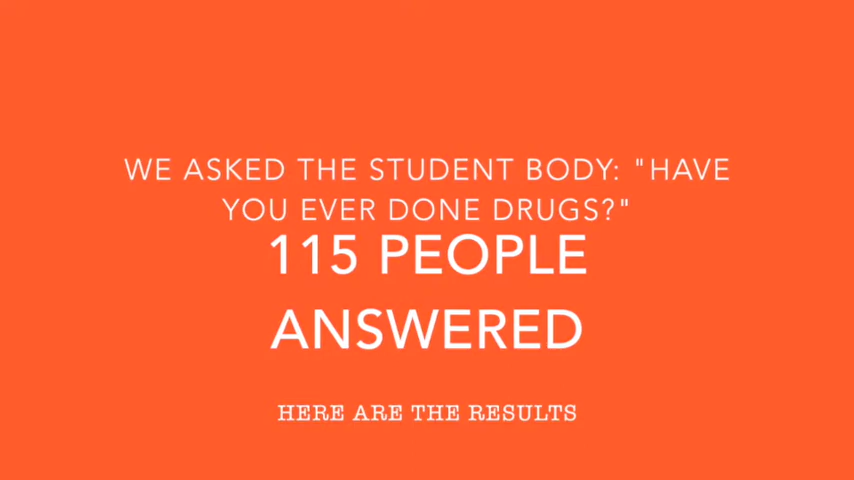 WE ASKED THE STUDENT BODY: "HAVE
YOU EVER DONE DRUGS?"
115 PEOPLE
ANSWERED
HERE ARE THE RESULTS